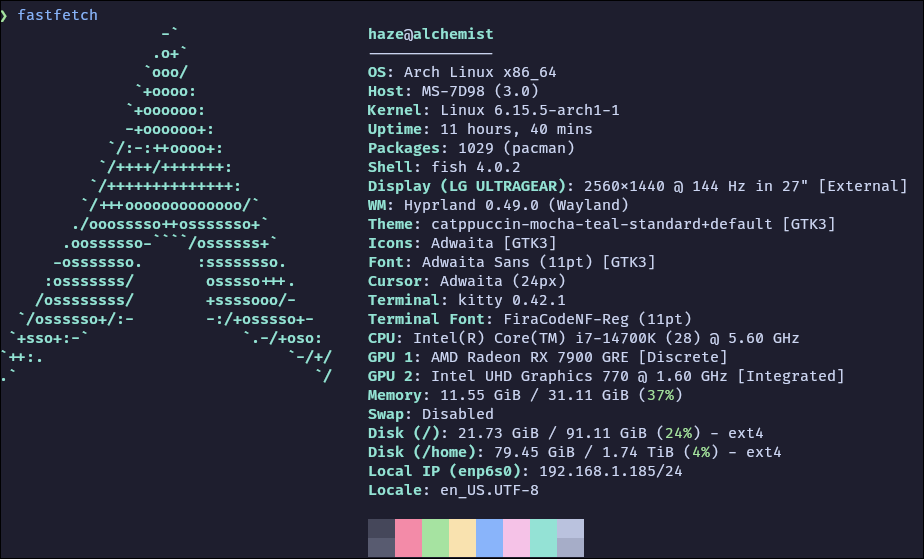 ❯ fastfetch
                  -`                     haze@alchemist
                 .o+`                    --------------
                `ooo/                    OS: Arch Linux x86_64
               `+oooo:                   Host: MS-7D98 (3.0)
              `+oooooo:                  Kernel: Linux 6.15.5-arch1-1
              -+oooooo+:                 Uptime: 11 hours, 40 mins
            `/:-:++oooo+:                Packages: 1029 (pacman)
           `/++++/+++++++:               Shell: fish 4.0.2
          `/++++++++++++++:              Display (LG ULTRAGEAR): 2560×1440 @ 144 Hz in 27" [External]
         `/+++ooooooooooooo/`            WM: Hyprland 0.49.0 (Wayland)
        ./ooosssso++osssssso+`           Theme: catppuccin-mocha-teal-standard+default [GTK3]
       .oossssso-````/ossssss+`          Icons: Adwaita [GTK3]
      -osssssso.      :ssssssso.         Font: Adwaita Sans (11pt) [GTK3]
     :osssssss/        osssso+++.        Cursor: Adwaita (24px)
    /ossssssss/        +ssssooo/-        Terminal: kitty 0.42.1
  `/ossssso+/:-        -:/+osssso+-      Terminal Font: FiraCodeNF-Reg (11pt)
 `+sso+:-`                 `.-/+oso:     CPU: Intel(R) Core(TM) i7-14700K (28) @ 5.60 GHz
`++:.                           `-/+/    GPU 1: AMD Radeon RX 7900 GRE [Discrete]
.`                                 `/    GPU 2: Intel UHD Graphics 770 @ 1.60 GHz [Integrated]
Memory: 11.55 GiB / 31.11 GiB (37%)
Swap: Disabled
Disk (/): 21.73 GiB / 91.11 GiB (24%) - ext4
Disk (/home): 79.45 GiB / 1.74 TiB (4%) - ext4
Local IP (enp6s0): 192.168.1.185/24
Locale: en_US.UTF-8